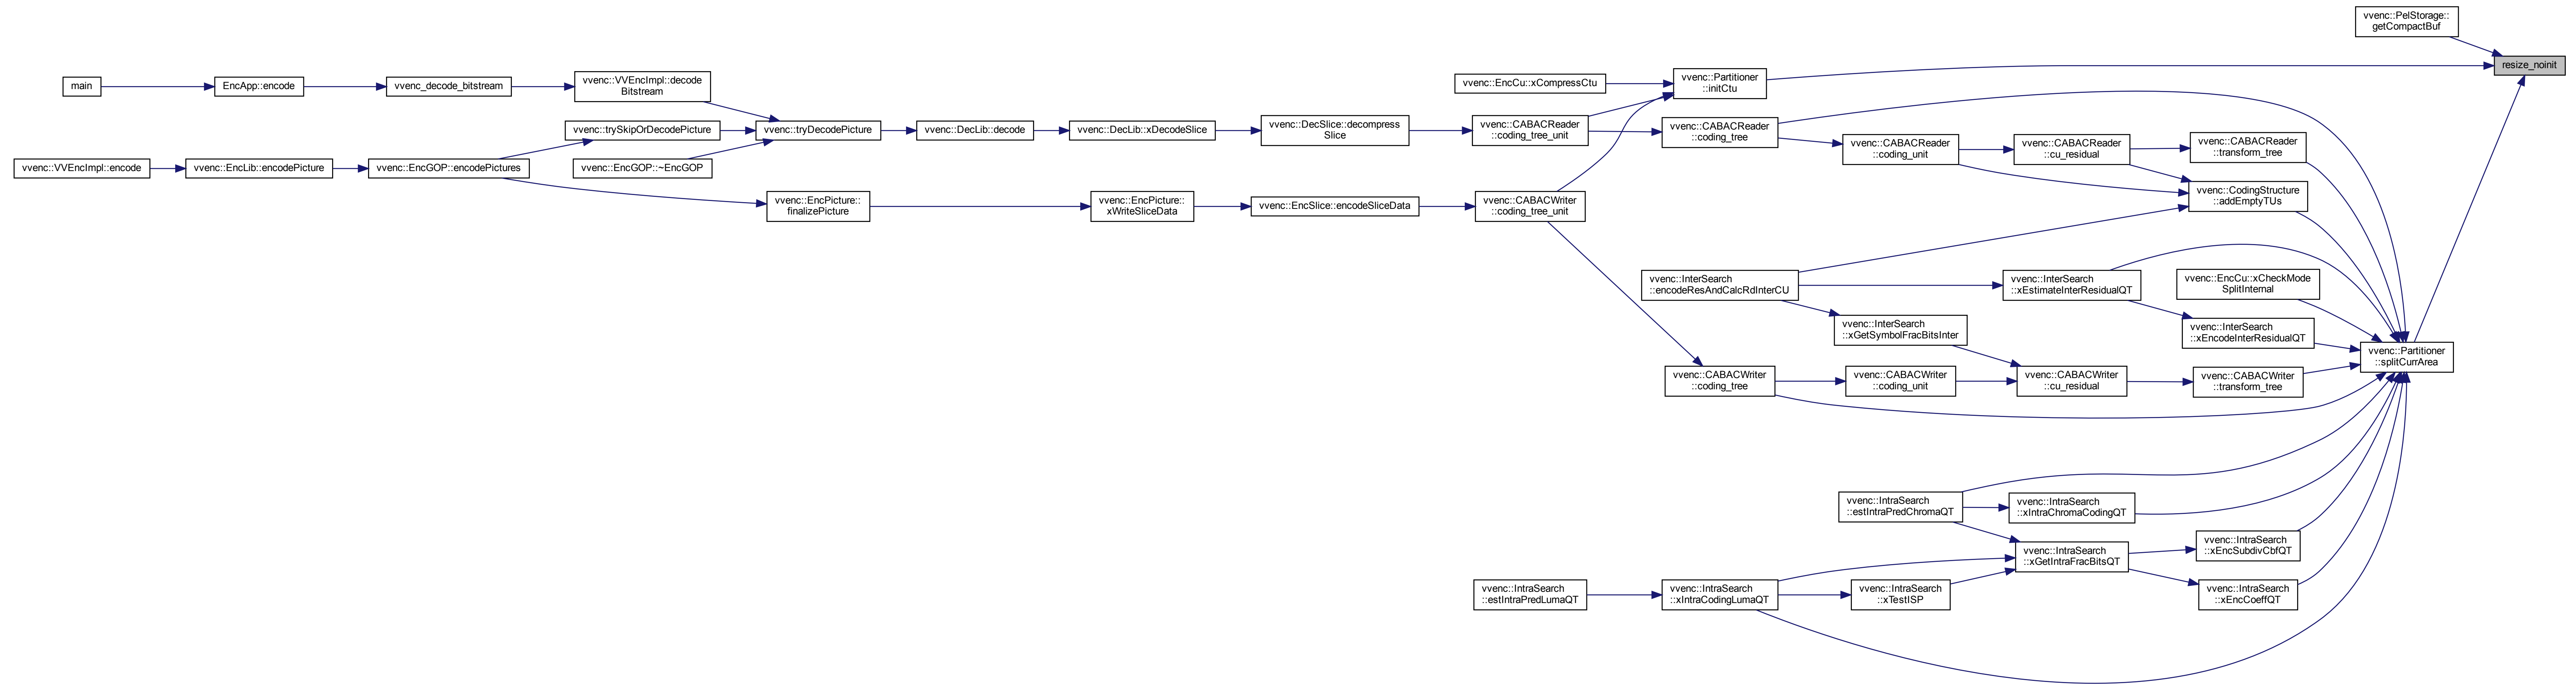 vvenc::PelStorage::
getCompactBuf
resize_noinit
main
EncApp::encode
vvenc_decode_bitstream
vvenc::VVEncImpl::decode
Bitstream
vvenc::EncCu::xCompressCtu
vvenc::Partitioner
::initCtu
vvenc::trySkipOrDecodePicture
vvenc::tryDecodePicture
vvenc::DecLib::decode
vvenc::DecLib::xDecodeSlice
vvenc::DecSlice::decompress
Slice
vvenc::CABACReader
::coding_tree_unit
vvenc::CABACReader
::coding_tree
vvenc::CABACReader
::coding_unit
vvenc::CABACReader
::cu_residual
vvenc::CABACReader
::transform_tree
vvenc::VVEncImpl::encode
vvenc::EncLib::encodePicture
vvenc::EncGOP::encodePictures
vvenc::EncGOP::~EncGOP
vvenc::EncPicture::
finalizePicture
vvenc::EncPicture::
xWriteSliceData
vvenc::EncSlice::encodeSliceData
vvenc::CABACWriter
::coding_tree_unit
vvenc::CodingStructure
::addEmptyTUs
vvenc::InterSearch
::encodeResAndCalcRdInterCU
vvenc::InterSearch
::xEstimateInterResidualQT
vvenc::EncCu::xCheckMode
SplitInternal
vvenc::InterSearch
::xGetSymbolFracBitsInter
vvenc::InterSearch
::xEncodeInterResidualQT
vvenc::Partitioner
::splitCurrArea
vvenc::CABACWriter
::coding_tree
vvenc::CABACWriter
::coding_unit
vvenc::CABACWriter
::cu_residual
vvenc::CABACWriter
::transform_tree
vvenc::IntraSearch
::estIntraPredChromaQT
vvenc::IntraSearch
::xIntraChromaCodingQT
vvenc::IntraSearch
::xGetIntraFracBitsQT
vvenc::IntraSearch
::xEncSubdivCbfQT
vvenc::IntraSearch
::estIntraPredLumaQT
vvenc::IntraSearch
::xIntraCodingLumaQT
vvenc::IntraSearch
::xTestISP
vvenc::IntraSearch
::xEncCoeffQT